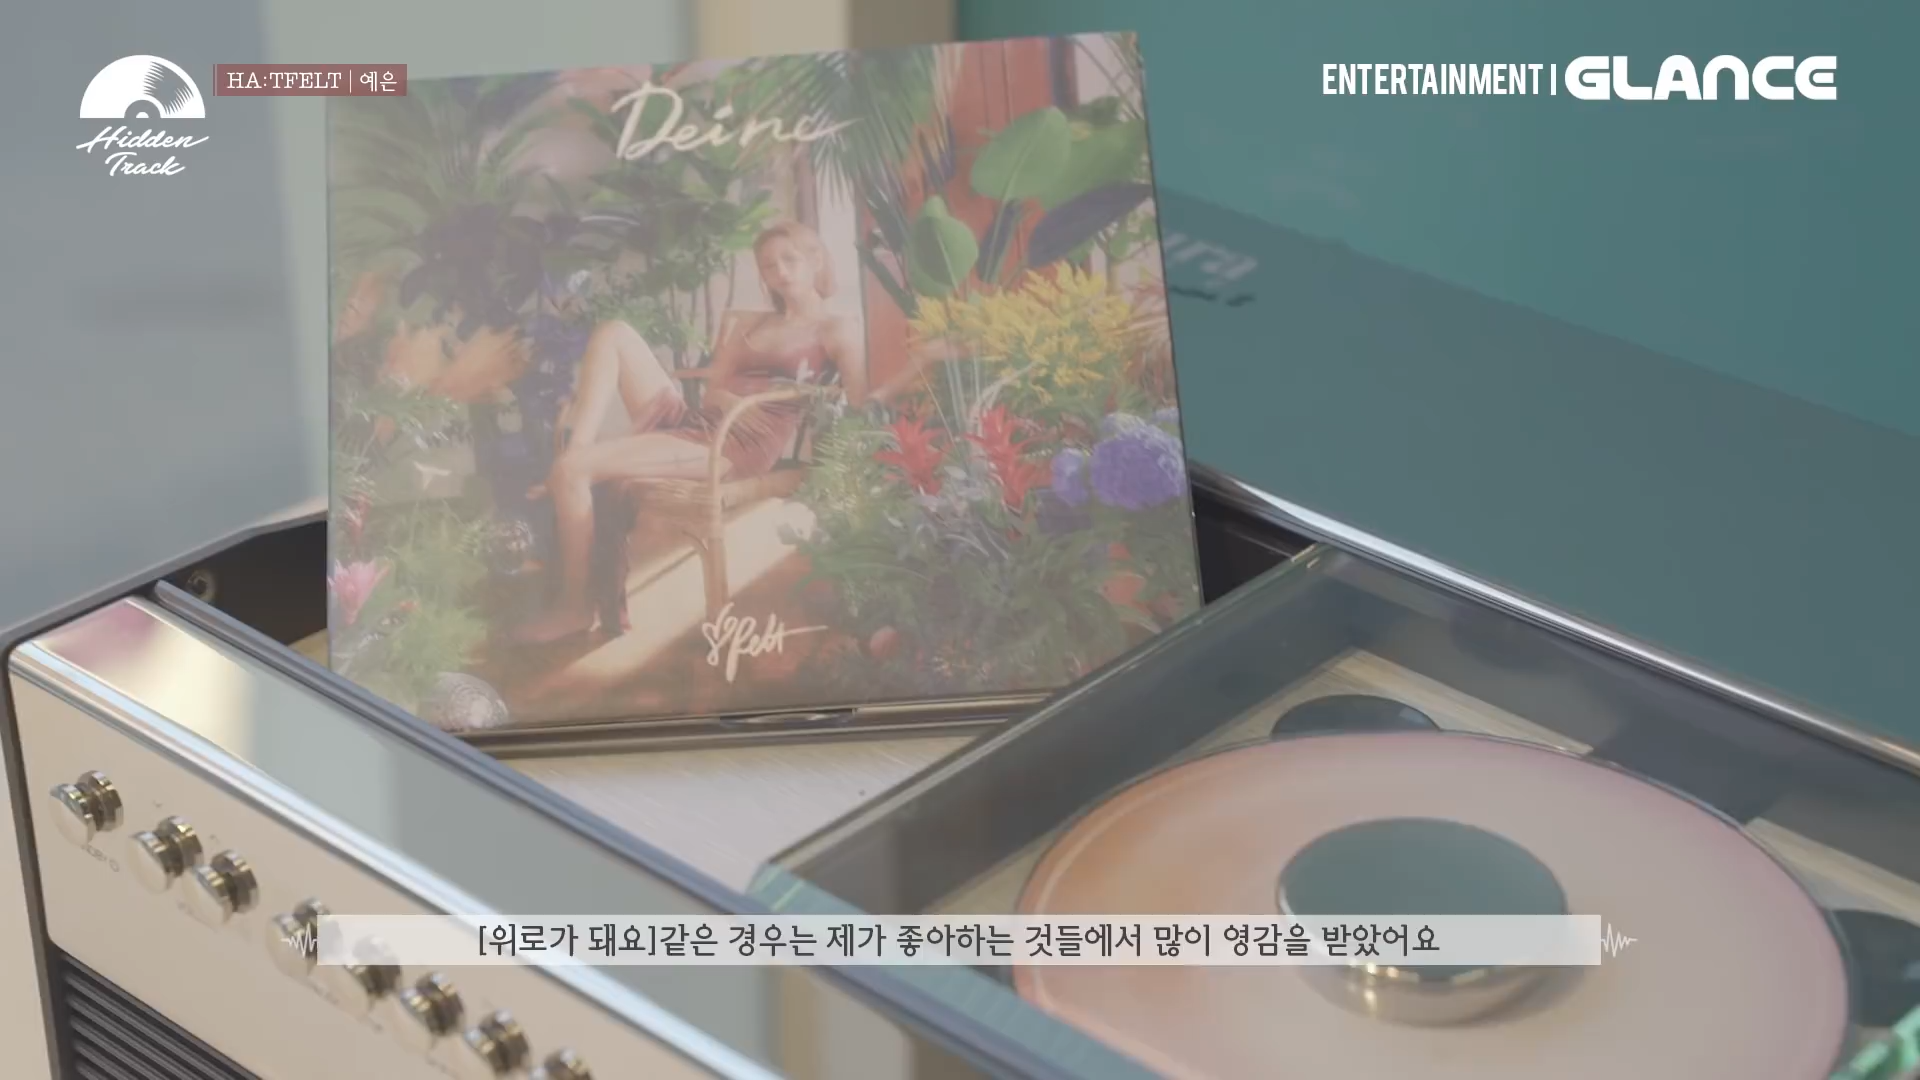 Hidden
Track
HA:TFELT | 예은
ENTERTAINMENT | GLANCE
Deine
felt
[위로가 돼요]같은 경우는 제가 좋아하는 것들에서 많이 영감을 받았어요